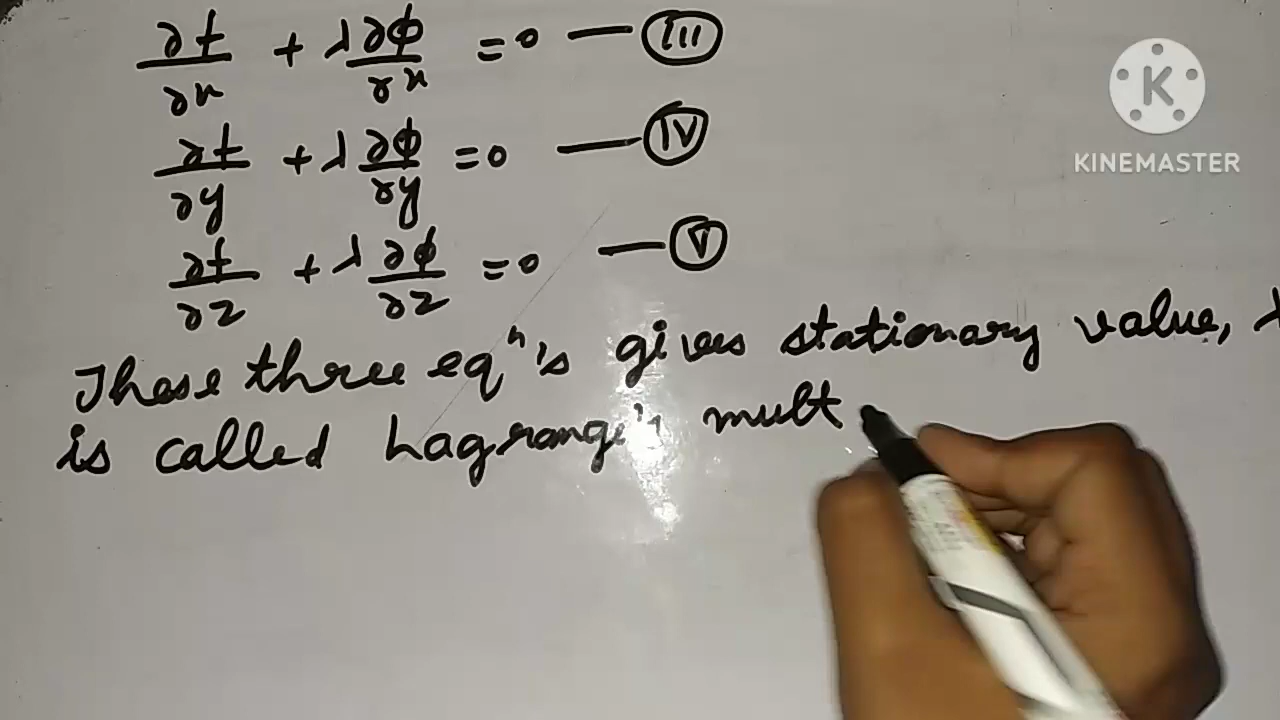 ∂f/∂x + λ ∂φ/∂x = 0 — (III)
∂f/∂y + λ ∂φ/∂y = 0 — (IV)
∂f/∂z + λ ∂φ/∂z = 0 — (V)
These three eqⁿ's gives stationary value, λ
is called Lagrange's mult
K
KINEMASTER